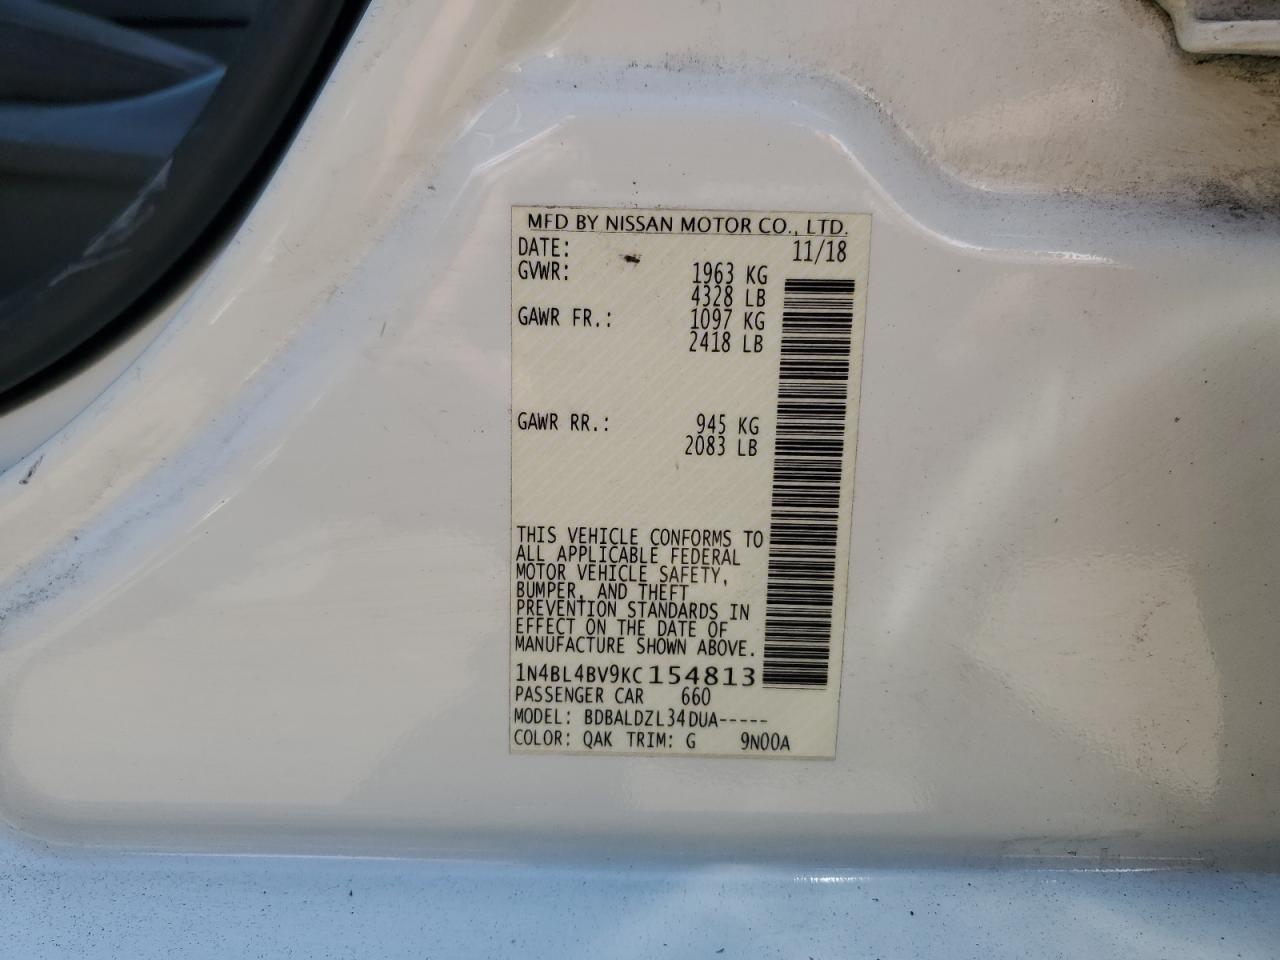 MFD BY NISSAN MOTOR CO., LTD.
DATE: 11/18
GVWR: 1963 KG
4328 LB
GAWR FR.: 1097 KG
2418 LB
GAWR RR.: 945 KG
2083 LB
THIS VEHICLE CONFORMS TO
ALL APPLICABLE FEDERAL
MOTOR VEHICLE SAFETY,
BUMPER, AND THEFT
PREVENTION STANDARDS IN
EFFECT ON THE DATE OF
MANUFACTURE SHOWN ABOVE.
1N4BL4BV9KC154813
PASSENGER CAR 660
MODEL: BDBALDZL34DUA-----
COLOR: QAK TRIM: G 9N00A